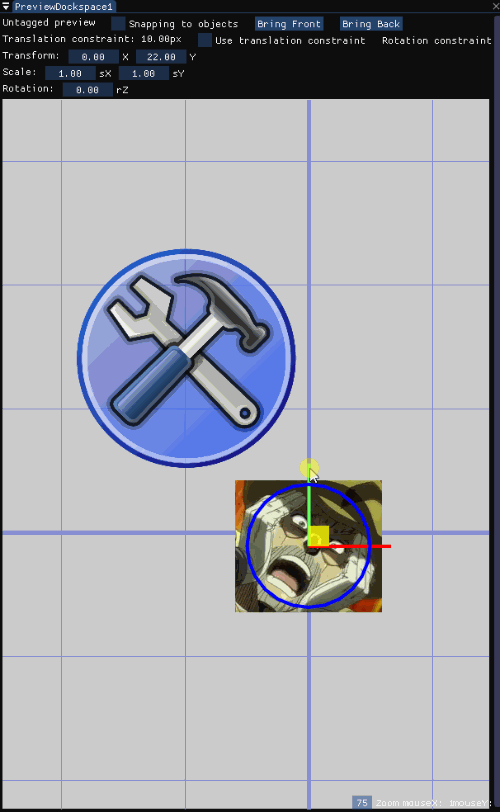 PreviewDockspace1
Untagged preview Snapping to objects Bring Front Bring Back
Translation constraint: 10.00px Use translation constraint Rotation constraint
Transform: 0.00 X 22.00 Y
Scale: 1.00 sX 1.00 sY
Rotation: 0.00 rZ
75 Zoom mouseX: 1mouseY: